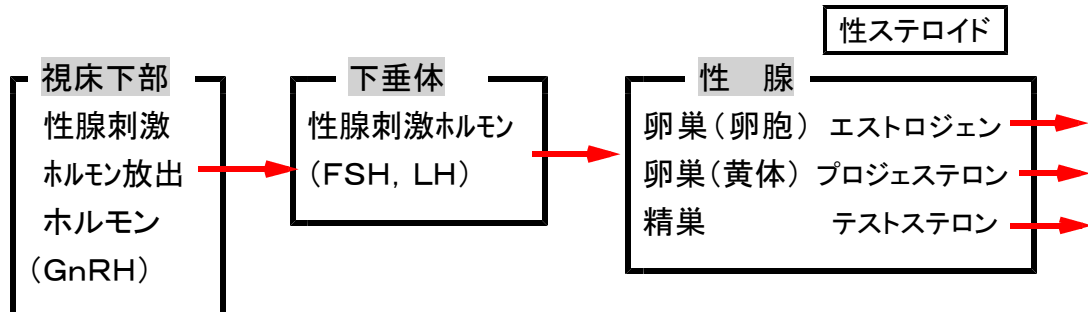 性ステロイド
視床下部
性腺刺激
ホルモン放出
ホルモン
(GnRH)
下垂体
性腺刺激ホルモン
(FSH, LH)
性 腺
卵巣(卵胞) エストロジェン
卵巣(黄体) プロジェステロン
精巣 テストステロン